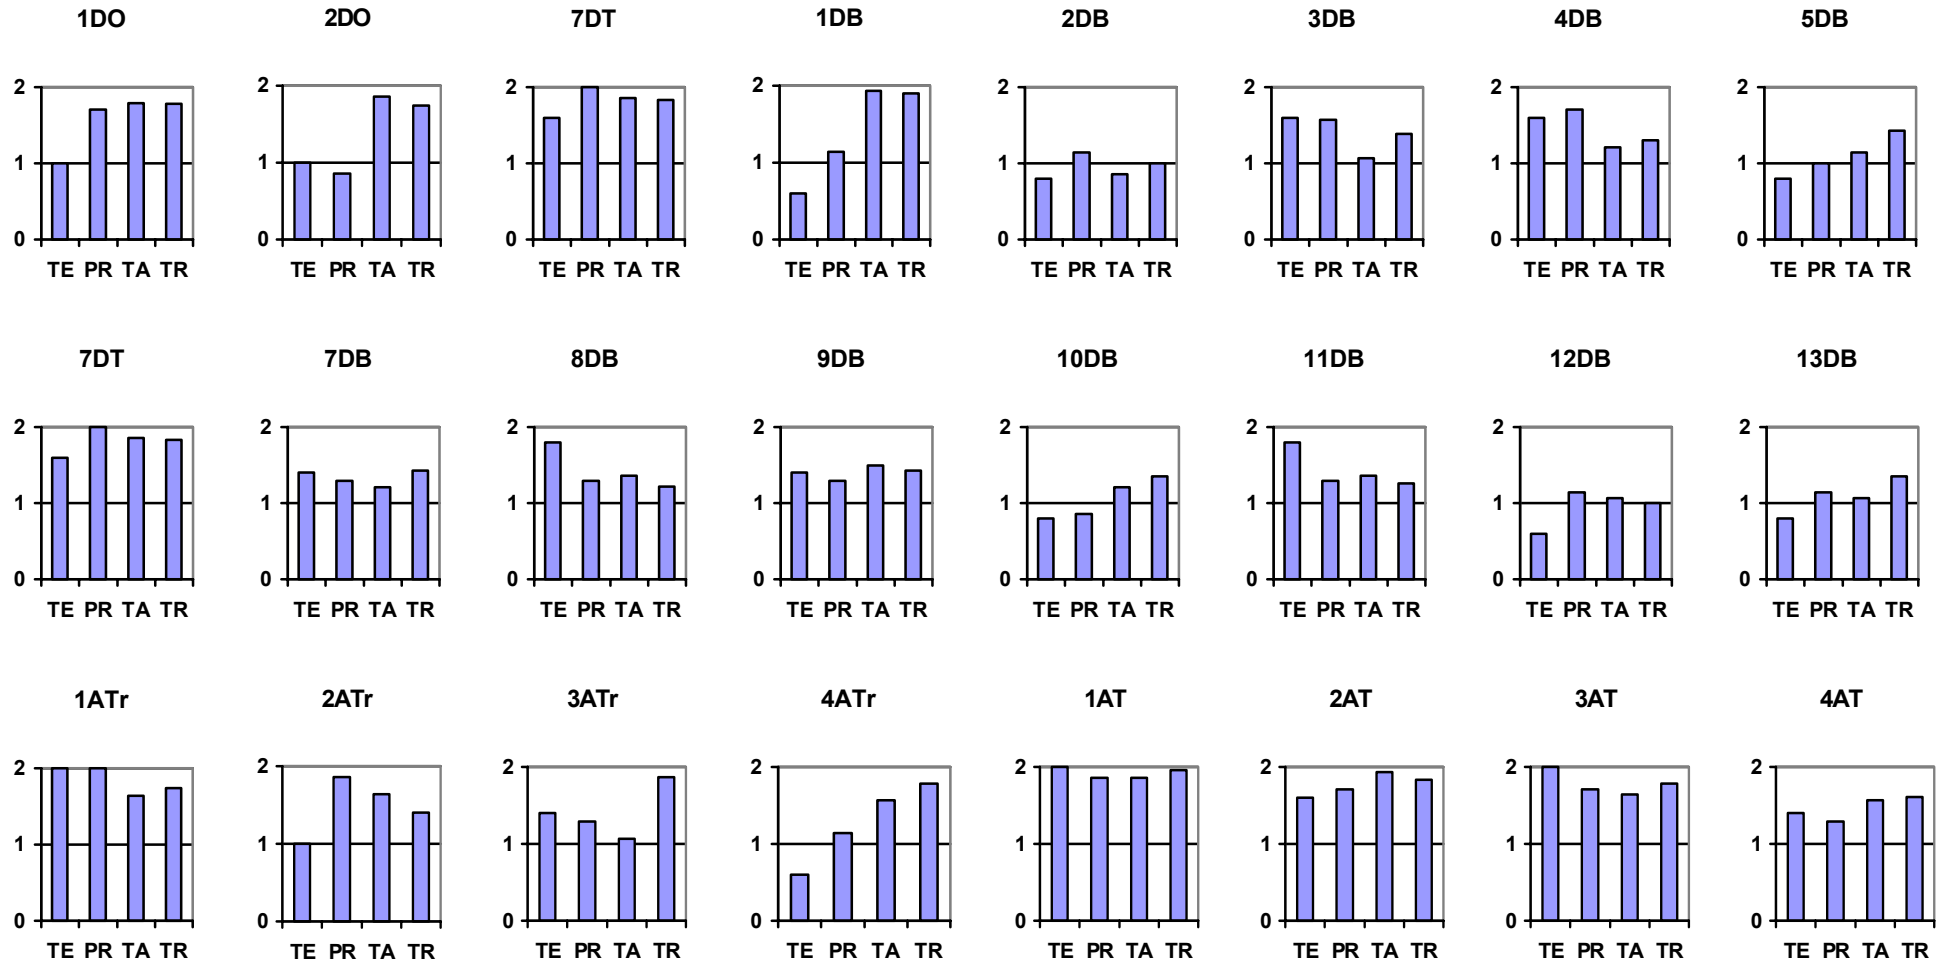 1DO 2DO 7DT 1DB 2DB 3DB 4DB 5DB
2 2 2 2 2 2 2 2
1 1 1 1 1 1 1 1
0 0 0 0 0 0 0 0
TE PR TA TR TE PR TA TR TE PR TA TR TE PR TA TR TE PR TA TR TE PR TA TR TE PR TA TR TE PR TA TR
7DT 7DB 8DB 9DB 10DB 11DB 12DB 13DB
2 2 2 2 2 2 2 2
1 1 1 1 1 1 1 1
0 0 0 0 0 0 0 0
TE PR TA TR TE PR TA TR TE PR TA TR TE PR TA TR TE PR TA TR TE PR TA TR TE PR TA TR TE PR TA TR
1ATr 2ATr 3ATr 4ATr 1AT 2AT 3AT 4AT
2 2 2 2 2 2 2 2
1 1 1 1 1 1 1 1
0 0 0 0 0 0 0 0
TE PR TA TR TE PR TA TR TE PR TA TR TE PR TA TR TE PR TA TR TE PR TA TR TE PR TA TR TE PR TA TR